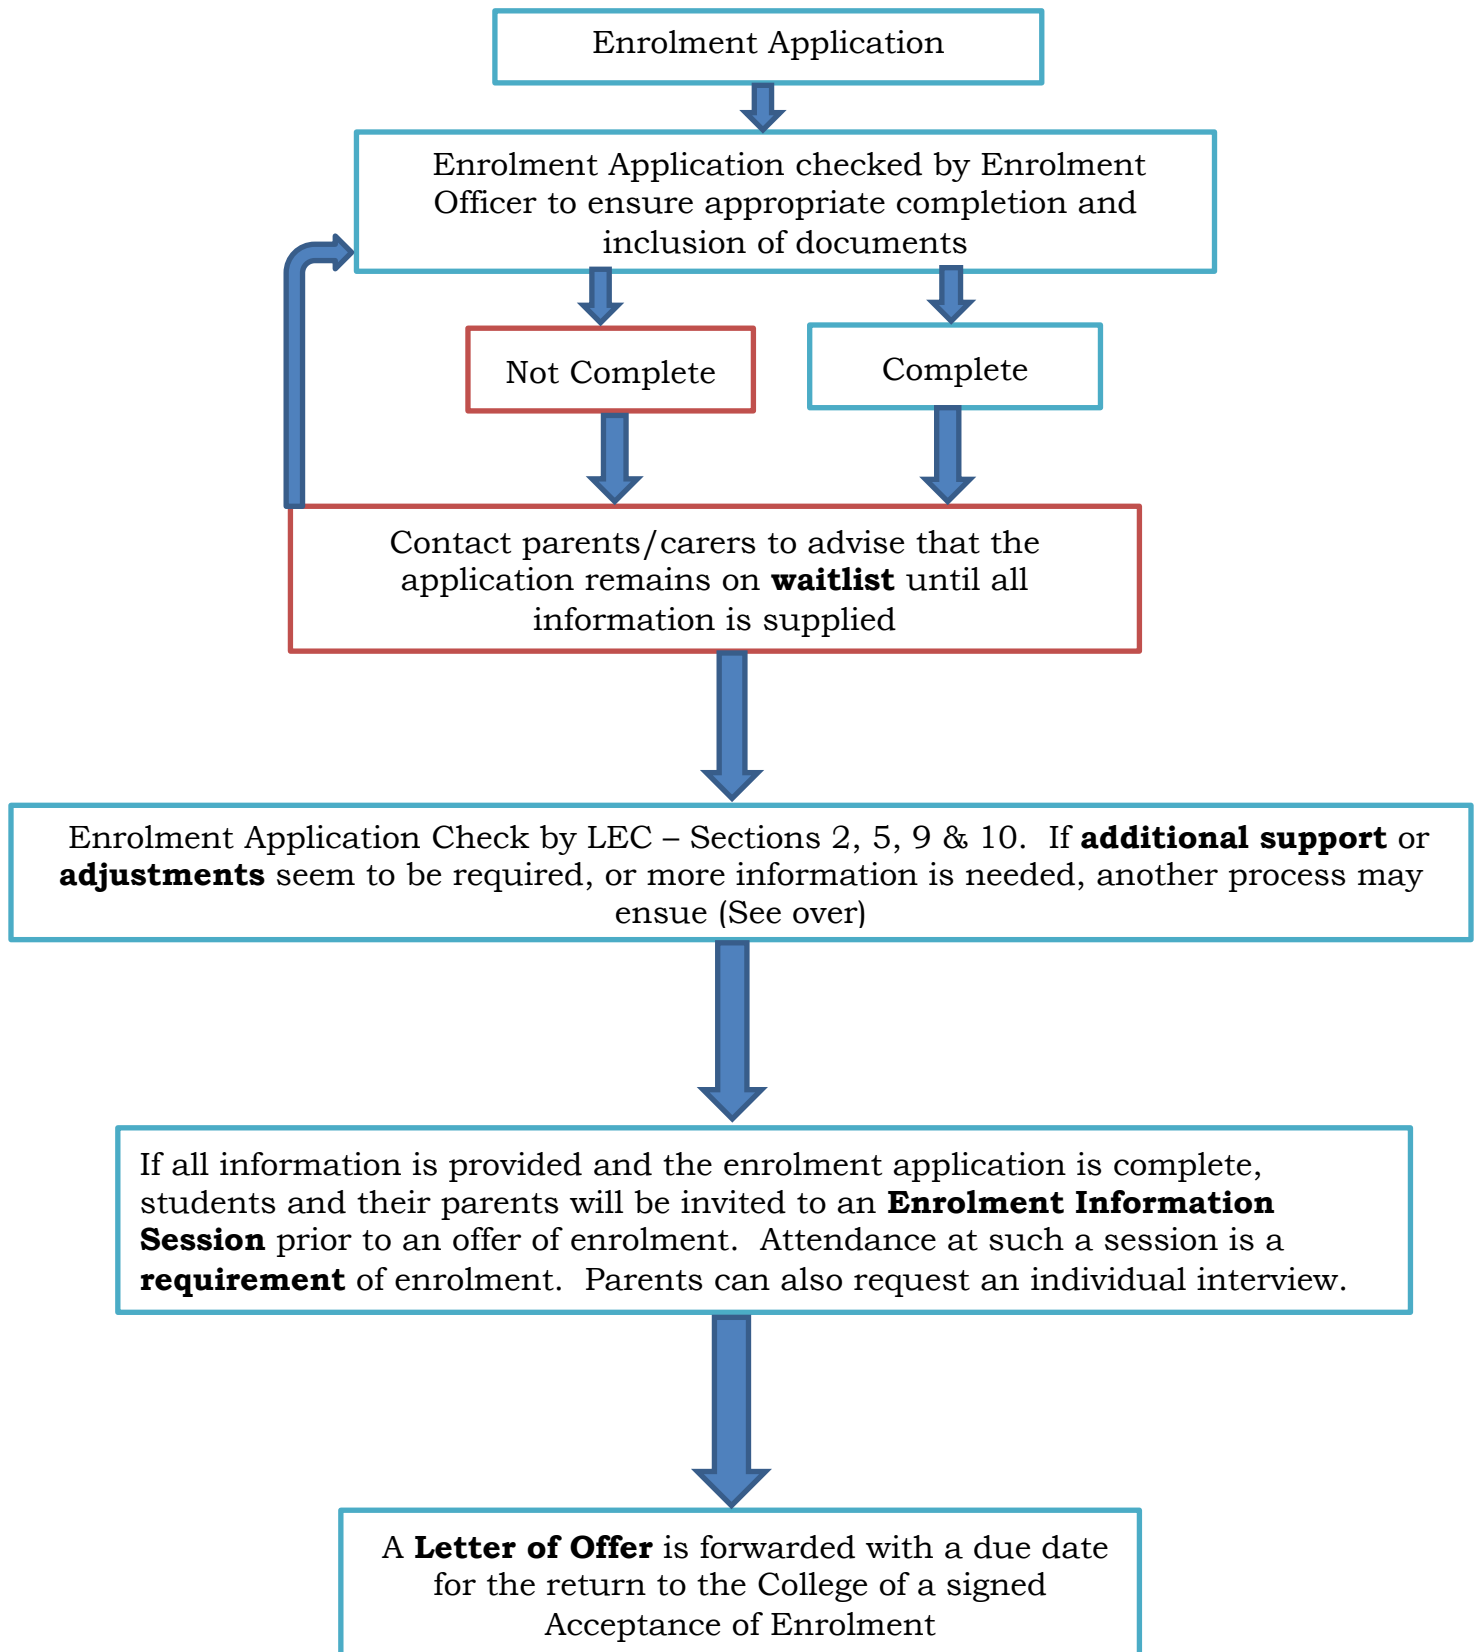 Enrolment Application
Enrolment Application checked by Enrolment
Officer to ensure appropriate completion and
inclusion of documents
Not Complete
Complete
Contact parents/carers to advise that the
application remains on waitlist until all
information is supplied
Enrolment Application Check by LEC – Sections 2, 5, 9 & 10.  If additional support or
adjustments seem to be required, or more information is needed, another process may
ensue (See over)
If all information is provided and the enrolment application is complete,
students and their parents will be invited to an Enrolment Information
Session prior to an offer of enrolment.  Attendance at such a session is a
requirement of enrolment.  Parents can also request an individual interview.
A Letter of Offer is forwarded with a due date
for the return to the College of a signed
Acceptance of Enrolment